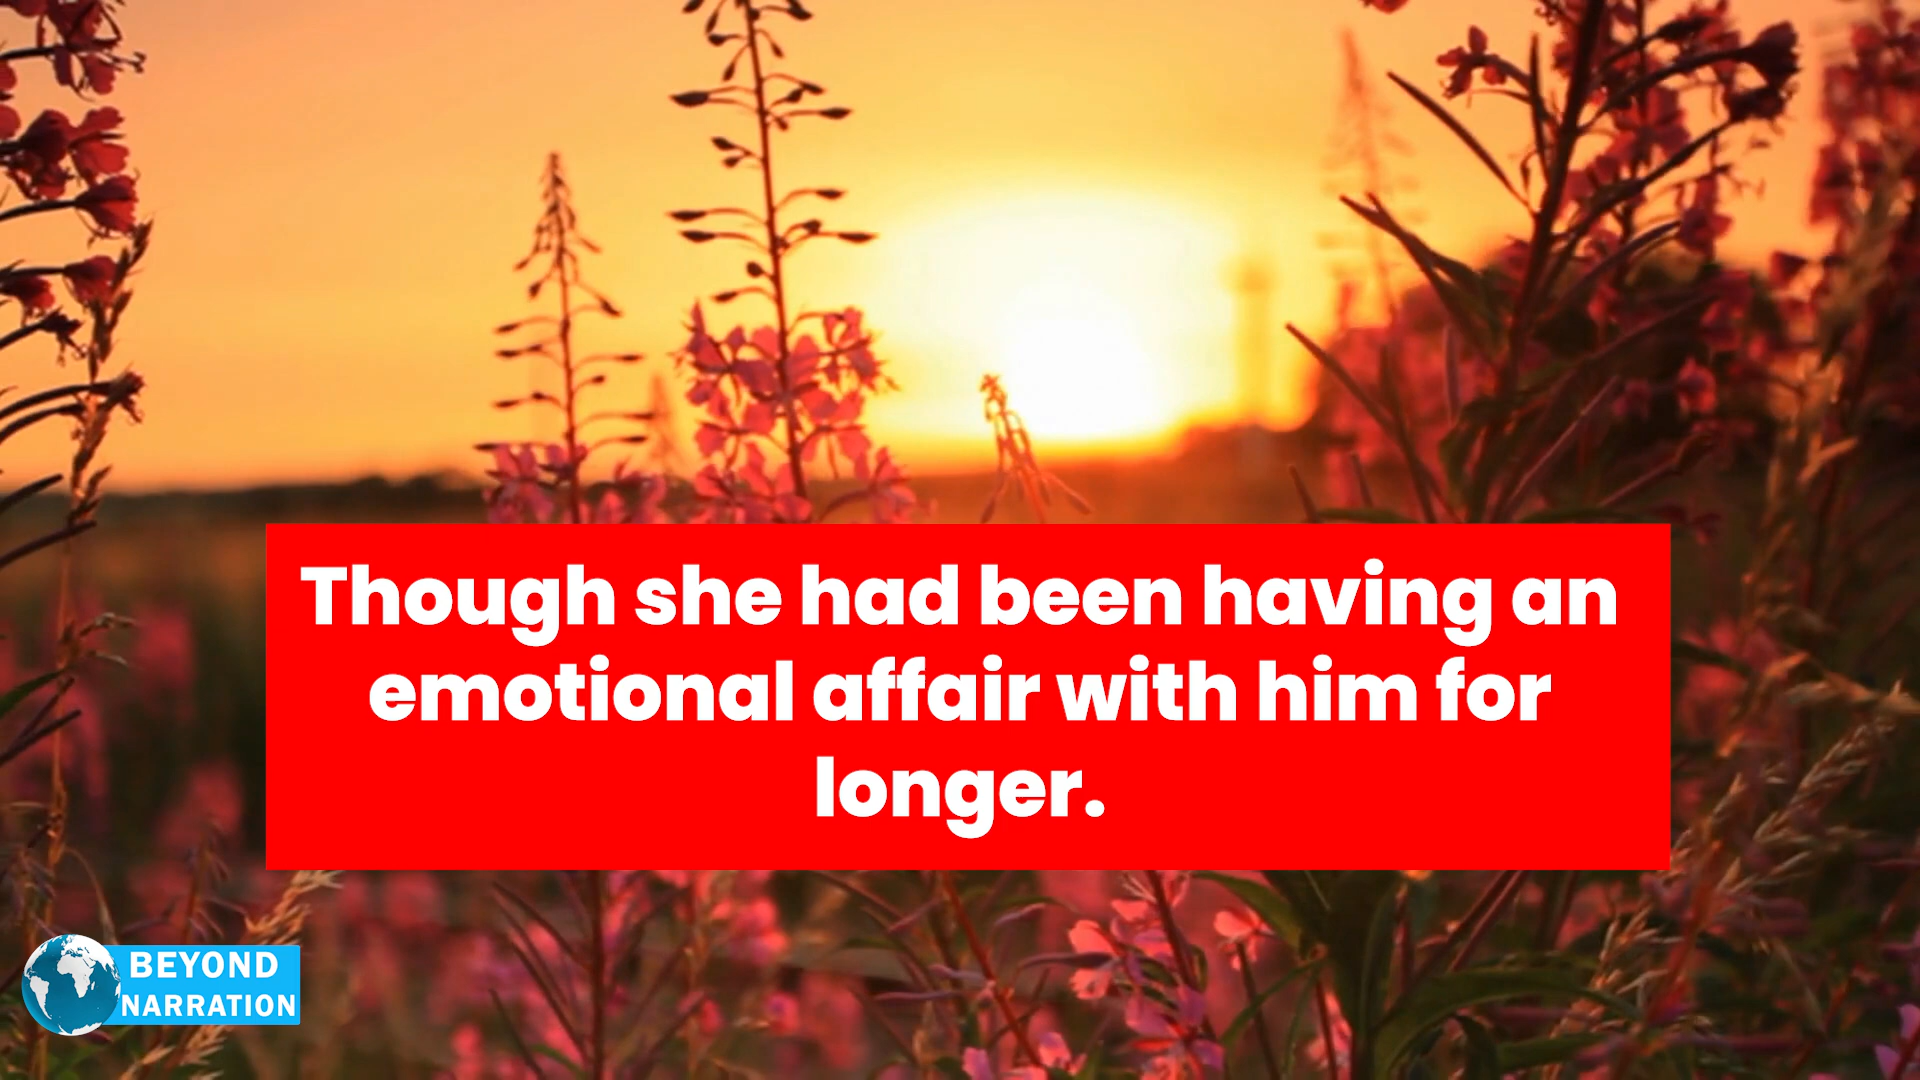 Though she had been having an
emotional affair with him for
longer.
BEYOND
NARRATION